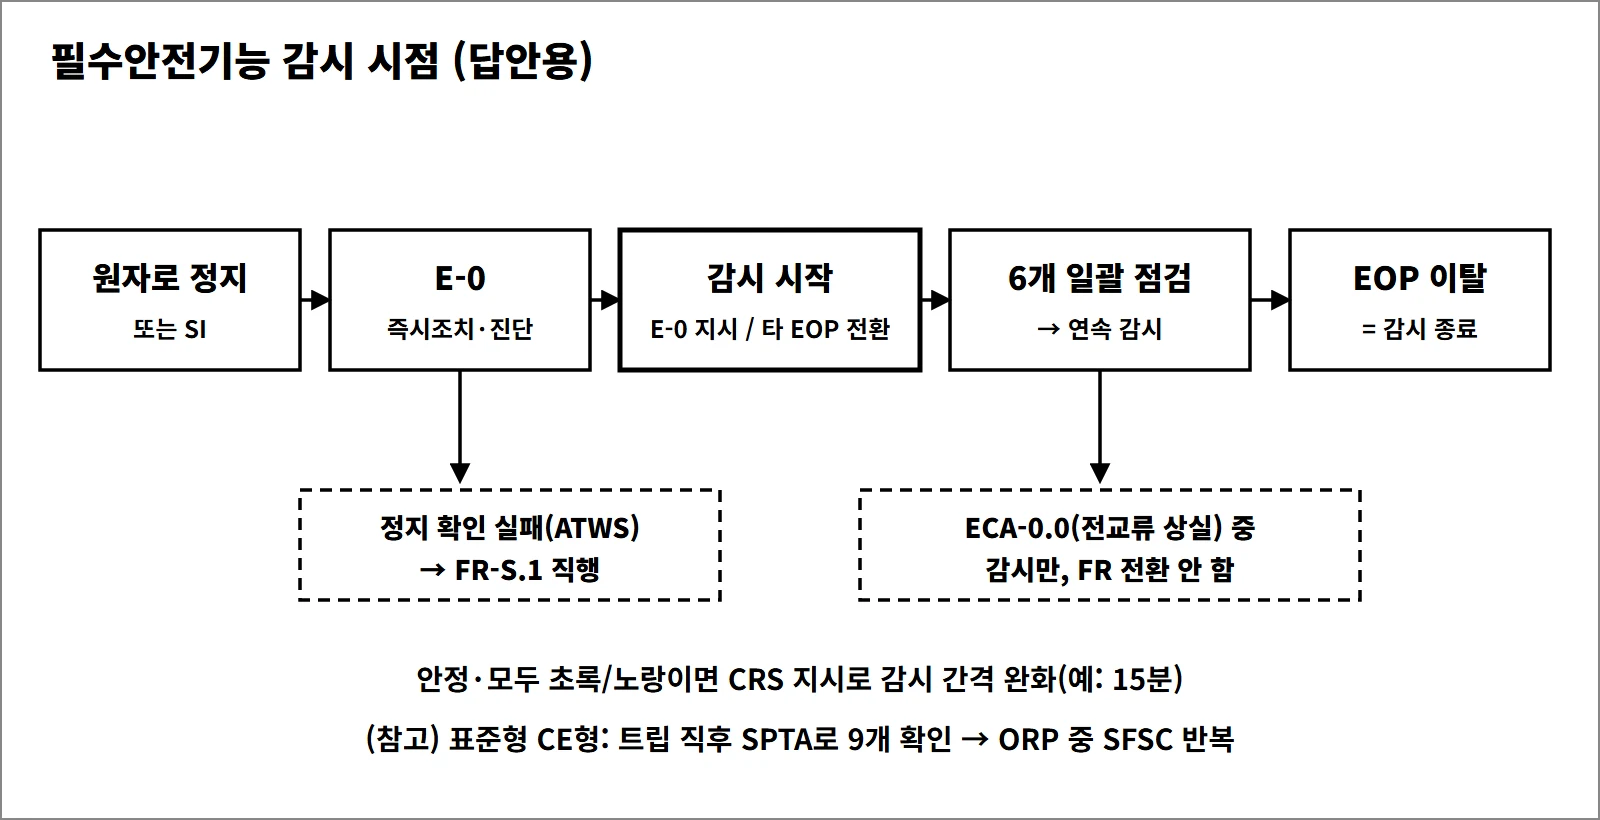 필수안전기능 감시 시점 (답안용)
원자로 정지
또는 SI
E-0
즉시조치·진단
감시 시작
E-0 지시 / 타 EOP 전환
6개 일괄 점검
→ 연속 감시
EOP 이탈
= 감시 종료
정지 확인 실패(ATWS)
→ FR-S.1 직행
ECA-0.0(전교류 상실) 중
감시만, FR 전환 안 함
안정·모두 초록/노랑이면 CRS 지시로 감시 간격 완화(예: 15분)
(참고) 표준형 CE형: 트립 직후 SPTA로 9개 확인 → ORP 중 SFSC 반복